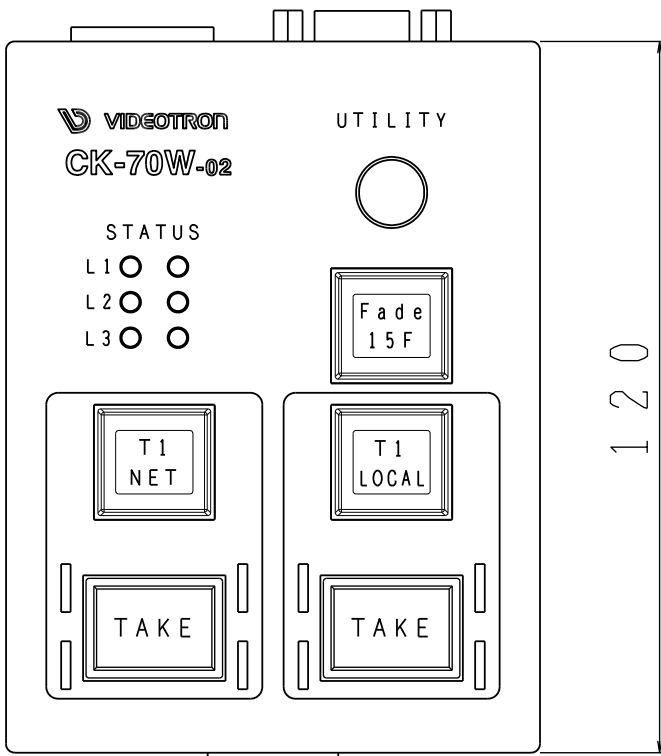 VIDEOTRON
CK-70W-02
UTILITY
STATUS
L1
L2
L3
Fade
15F
T1
NET
T1
LOCAL
TAKE
TAKE
120